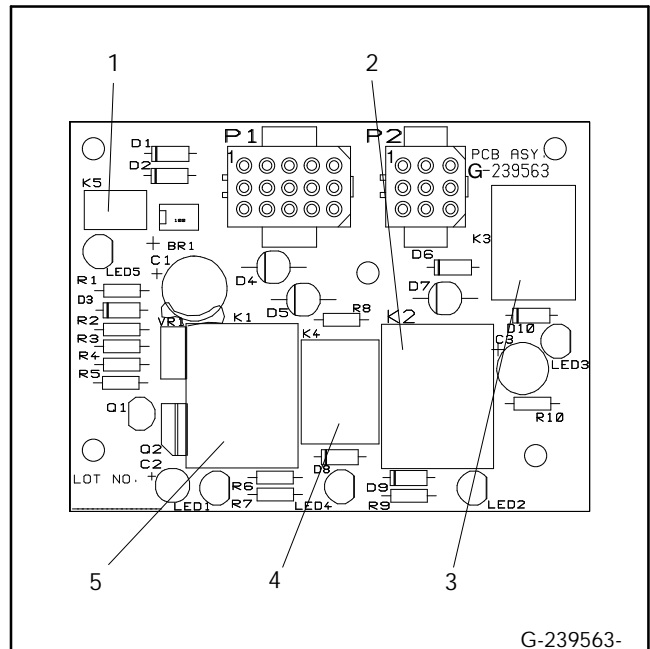 1
2
P1
P2
D1
1
1
PCB ASY.
D2
G-239563
K5
188
K3
+
BR1
D6
LED5
C1
+
D4
R1
D7
D3
D5
R8
R2
VR1
K1
K4
K2
D10
R3
+
C3
R4
LED3
R5
Q1
R10
Q2
C2
D8
LOT NO.
+
R6
D9
LED1
R7
LED4
R9
LED2
5
4
3
G-239563-